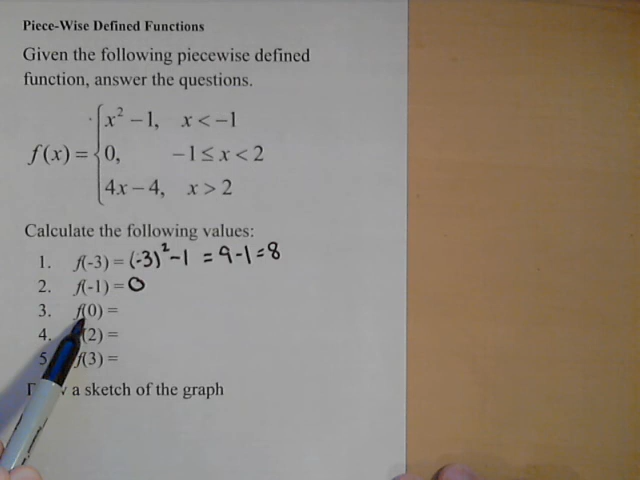 Piece-Wise Defined Functions
Given the following piecewise defined
function, answer the questions.
x² − 1, x < −1
f(x) = { 0, −1 ≤ x < 2
4x − 4, x > 2
Calculate the following values:
1. f(-3) = (-3)² - 1 = 9 - 1 = 8
2. f(-1) = 0
3. f(0) =
4. f(2) =
5. f(3) =
a sketch of the graph